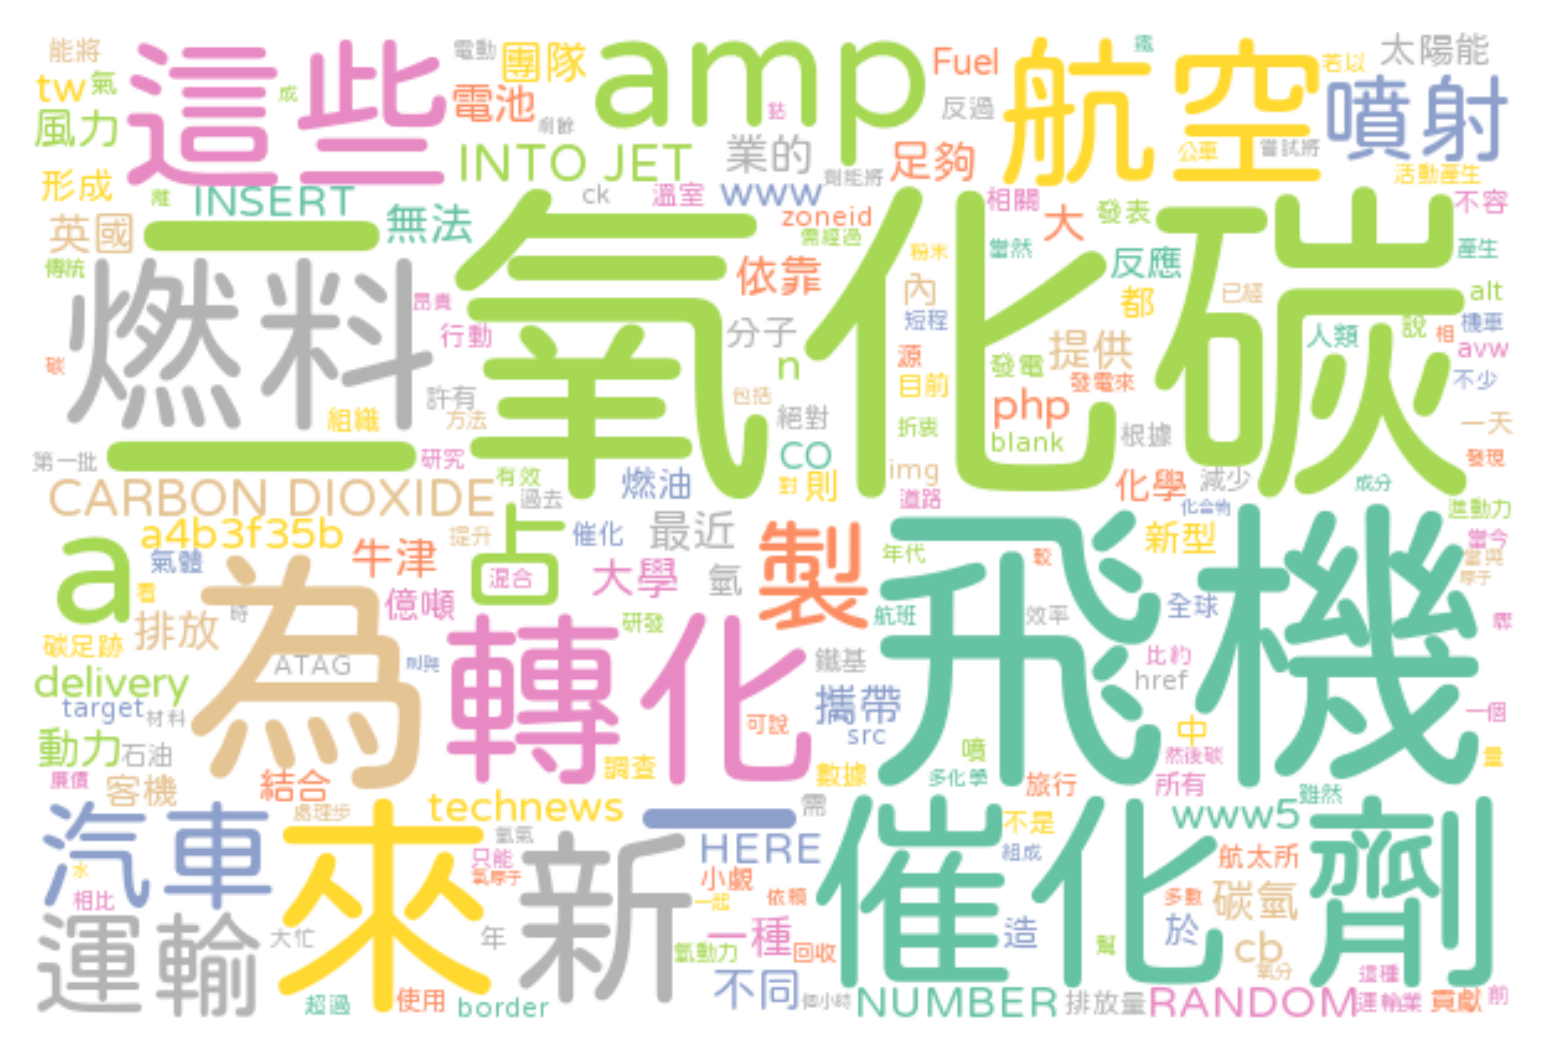 能將 這些 電動 團隊 amp Fuel 航空 鐵 若以 太陽能
tw 氣 成 電池 剩餘 鈷 反過 噴射
風力 INTO JET 業的 足夠 公車 嘗試將
形成 離 INSERT ck 溫室 www 劑能將 相關 活動產生
英國 無法 zoneid 大 發表 不容
傳統 二氧化碳 需經過 粉末 當然 反應 產生
燃料 昂貴 依靠 內 都 已經 alt
行動 分子 短程 提供 人類 說 相 機車
碳 n 源 發電 avw
許有 包括 目前 發電來 不少
組織 方法 絕對 折衷 php 根據 一天
第一批 一 研究 CO img blank 發現
CARBON DIOXIDE 有效 過去 燃油 對 則 道路 化學 減少 成分
a a4b3f35b 提升 占 催化 最近 製 飛機 化合物 進動力
氣體 牛津 混合 大學 氫 年代 較 新型 當今
看 為 億噸 航班 效率 全球 當與 原子
碳足跡 排放 時 轉化 研發 鄰
delivery ATAG 鐵基 比約
target 材料 攜帶 href 一個
動力 石油 可說 src 噴 中
廉價 調查 數據 多化學 然後碳 量
客機 結合 旅行 所有
汽車 處理步 technews 一 需 催化劑 www5 雖然
來 氫氣 新 HERE 不是
水 只能 小覷 組成 航太所
相比 氧原子 一起 依賴 多數 碳氫
運輸 大忙 年 一種 造 於
氫動力 回收 幫 cb 氧分 這種
超過 使用 border 不同 個小時 NUMBER 排放量 RANDOM 運輸業 貢獻 前